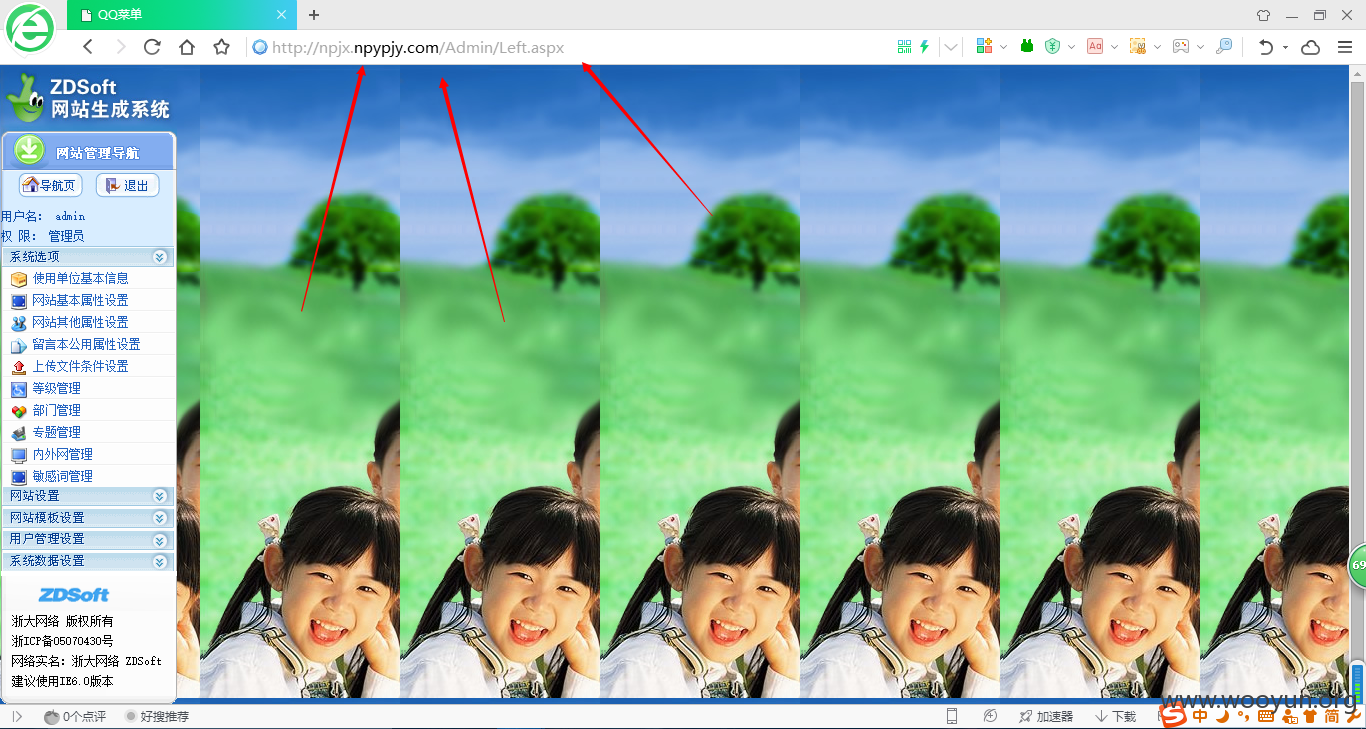 QQ菜单
http://npjx.npypjy.com/Admin/Left.aspx
ZDSoft
网站生成系统
网站管理导航
导航页 退出
用户名: admin
权 限: 管理员
系统选项
使用单位基本信息
网站基本属性设置
网站其他属性设置
留言本公用属性设置
上传文件条件设置
等级管理
部门管理
专题管理
内外网管理
敏感词管理
网站设置
网站模板设置
用户管理设置
系统数据设置
ZDSoft
浙大网络 版权所有
浙ICP备05070430号
网络实名: 浙大网络 ZDSoft
建议使用IE6.0版本
69
www.wooyun.org
0个点评 好搜推荐 加速器 下载
中 简